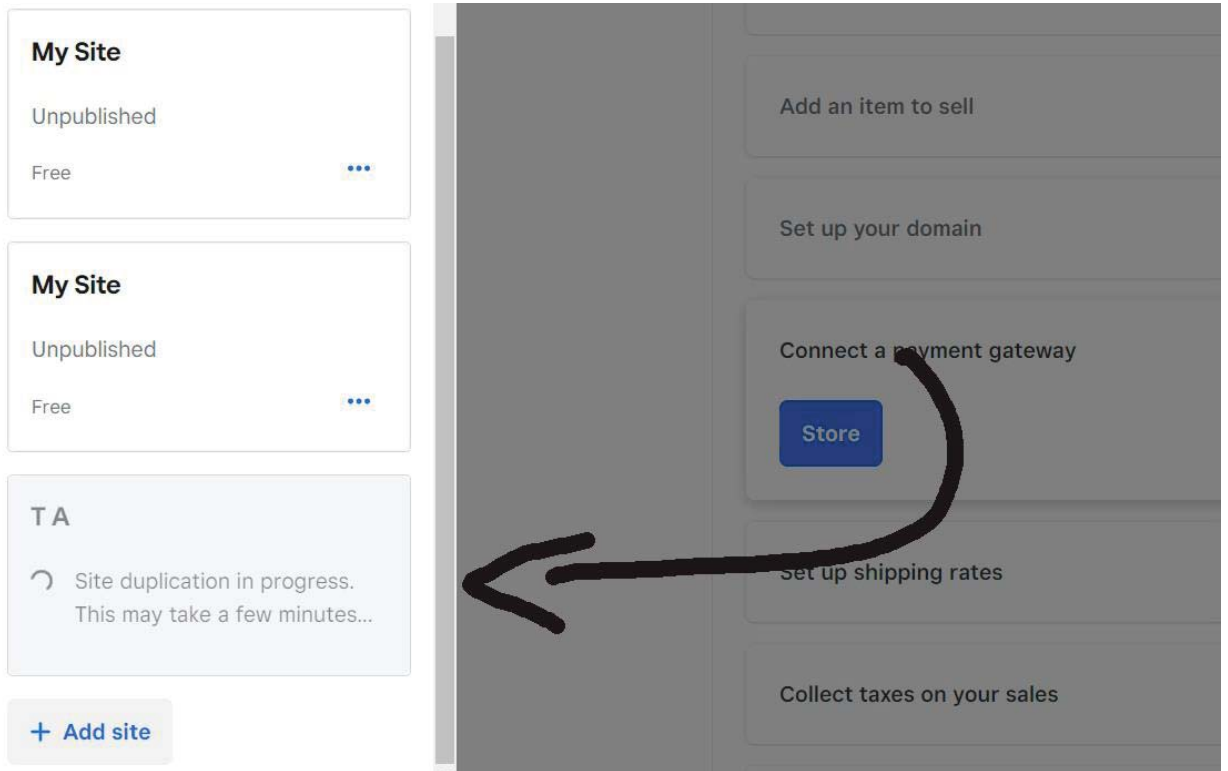 My Site
Unpublished
Free
My Site
Unpublished
Free
T A
Site duplication in progress.
This may take a few minutes...
+ Add site
Add an item to sell
Set up your domain
Connect a payment gateway
Store
Set up shipping rates
Collect taxes on your sales